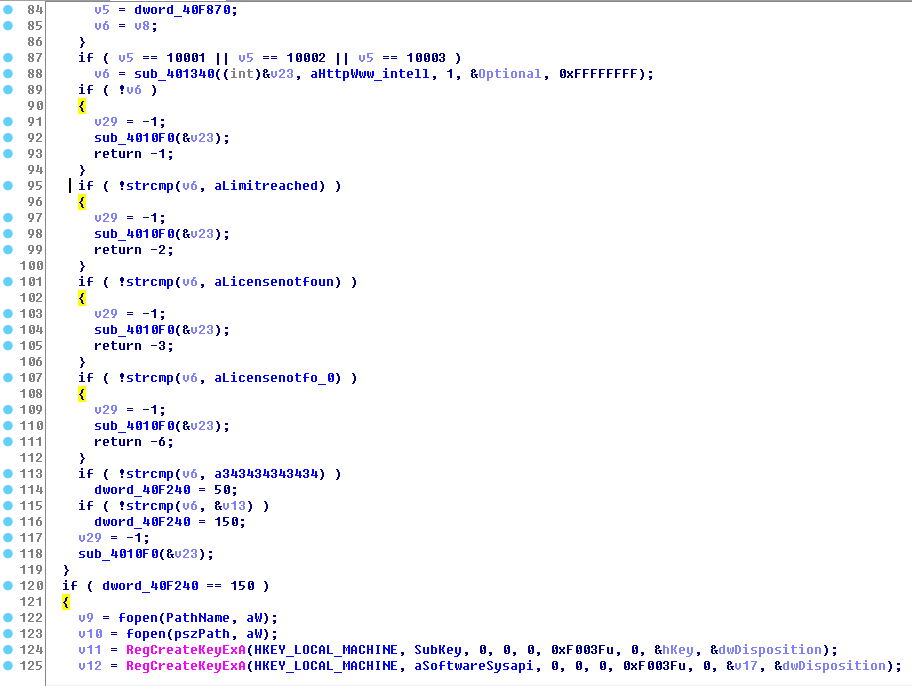 84 v5 = dword_40F870;
85 v6 = v8;
86 }
87 if ( v5 == 10001 || v5 == 10002 || v5 == 10003 )
88 v6 = sub_401340((int)&v23, aHttpWww_intell, 1, &Optional, 0xFFFFFFFF);
89 if ( !v6 )
90 {
91 v29 = -1;
92 sub_4010F0(&v23);
93 return -1;
94 }
95 if ( !strcmp(v6, aLimitreached) )
96 {
97 v29 = -1;
98 sub_4010F0(&v23);
99 return -2;
100 }
101 if ( !strcmp(v6, aLicensenotfoun) )
102 {
103 v29 = -1;
104 sub_4010F0(&v23);
105 return -3;
106 }
107 if ( !strcmp(v6, aLicensenotfo_0) )
108 {
109 v29 = -1;
110 sub_4010F0(&v23);
111 return -6;
112 }
113 if ( !strcmp(v6, a343434343434) )
114 dword_40F240 = 50;
115 if ( !strcmp(v6, &v13) )
116 dword_40F240 = 150;
117 v29 = -1;
118 sub_4010F0(&v23);
119 }
120 if ( dword_40F240 == 150 )
121 {
122 v9 = fopen(PathName, aW);
123 v10 = fopen(pszPath, aW);
124 v11 = RegCreateKeyExA(HKEY_LOCAL_MACHINE, SubKey, 0, 0, 0, 0xF003Fu, 0, &hKey, &dwDisposition);
125 v12 = RegCreateKeyExA(HKEY_LOCAL_MACHINE, aSoftwareSysapi, 0, 0, 0, 0xF003Fu, 0, &v17, &dwDisposition);